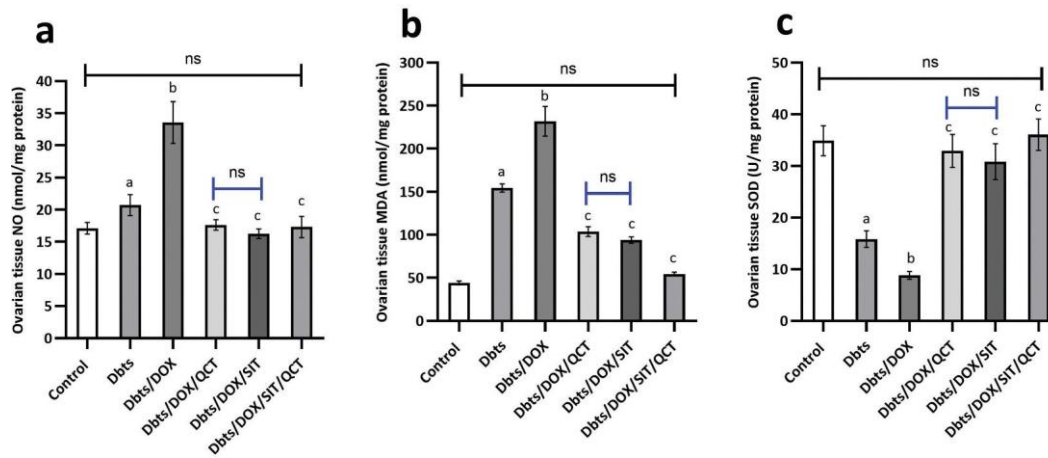 a
ns
Ovarian tissue NO (nmol/mg protein)
40
35
30
25
20
15
10
5
0
a
b
c
ns
c
c
Control
Dbts
Dbts/DOX
Dbts/DOX/QCT
Dbts/DOX/SIT
Dbts/DOX/SIT/QCT
b
ns
Ovarian tissue MDA (nmol/mg protein)
300
250
200
150
100
50
0
a
b
c
ns
c
c
Control
Dbts
Dbts/DOX
Dbts/DOX/QCT
Dbts/DOX/SIT
Dbts/DOX/SIT/QCT
c
ns
Ovarian tissue SOD (U/mg protein)
50
40
30
20
10
0
a
b
c
ns
c
c
Control
Dbts
Dbts/DOX
Dbts/DOX/QCT
Dbts/DOX/SIT
Dbts/DOX/SIT/QCT